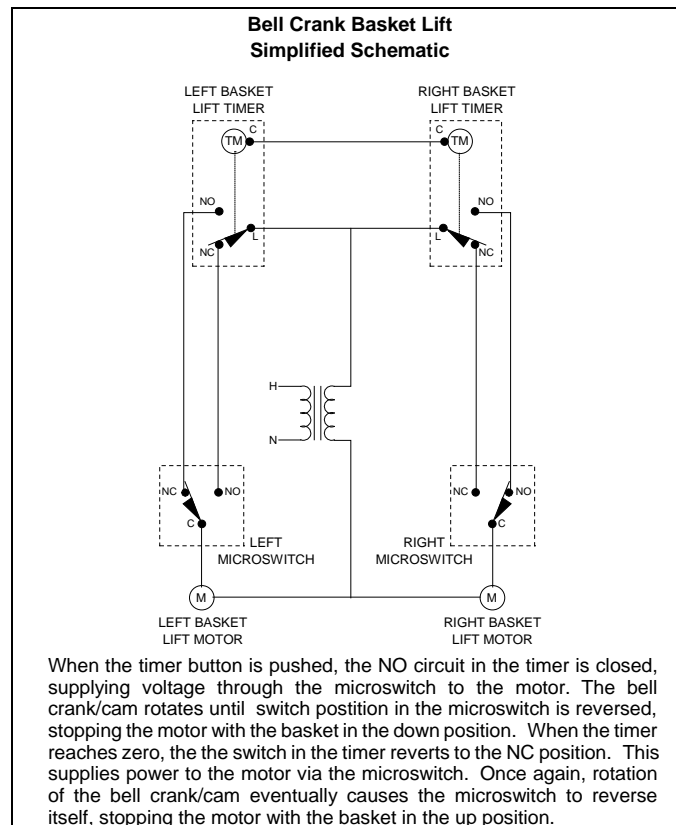 Bell Crank Basket Lift
Simplified Schematic
LEFT BASKET
LIFT TIMER
RIGHT BASKET
LIFT TIMER
TM
C
C
TM
NO
NO
L
L
NC
NC
H
N
NC
NO
NC
NO
C
C
LEFT
MICROSWITCH
RIGHT
MICROSWITCH
M
M
LEFT BASKET
LIFT MOTOR
RIGHT BASKET
LIFT MOTOR
When the timer button is pushed, the NO circuit in the timer is closed,
supplying voltage through the microswitch to the motor. The bell
crank/cam rotates until switch postition in the microswitch is reversed,
stopping the motor with the basket in the down position. When the timer
reaches zero, the the switch in the timer reverts to the NC position. This
supplies power to the motor via the microswitch. Once again, rotation
of the bell crank/cam eventually causes the microswitch to reverse
itself, stopping the motor with the basket in the up position.